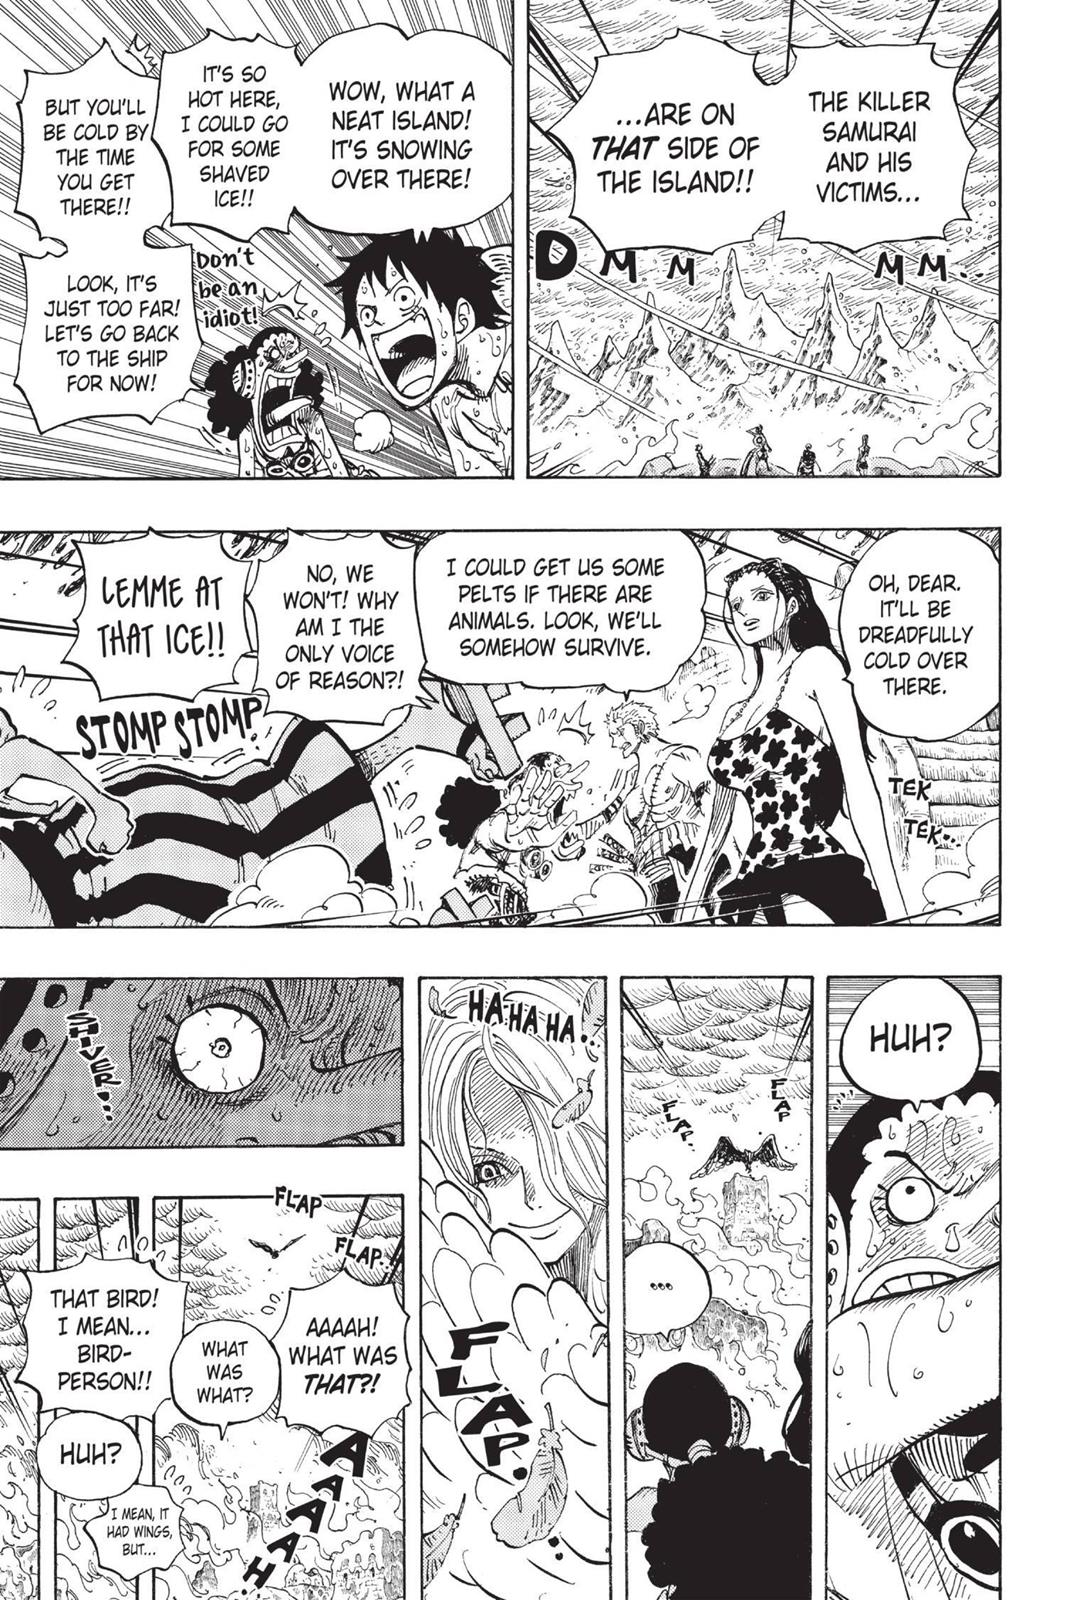 THE KILLER
SAMURAI
AND HIS
VICTIMS...
...ARE ON
THAT SIDE OF
THE ISLAND!!
DMM
MM...
WOW, WHAT A
NEAT ISLAND!
IT'S SNOWING
OVER THERE!
IT'S SO
HOT HERE,
I COULD GO
FOR SOME
SHAVED
ICE!!
Don't
be an
idiot!
BUT YOU'LL
BE COLD BY
THE TIME
YOU GET
THERE!!
LOOK, IT'S
JUST TOO FAR!
LET'S GO BACK
TO THE SHIP
FOR NOW!
OH, DEAR.
IT'LL BE
DREADFULLY
COLD OVER
THERE.
TEK
TEK...
I COULD GET US SOME
PELTS IF THERE ARE
ANIMALS. LOOK, WE'LL
SOMEHOW SURVIVE.
NO, WE
WON'T! WHY
AM I THE
ONLY VOICE
OF REASON?!
LEMME AT
THAT ICE!!
STOMP STOMP
HUH?
FLAP
FLAP..
...
HA HA HA...
FLAP..
SHIVER...
FLAP
FLAP..
AAAAH!
WHAT WAS
THAT?!
AAAAH!
WHAT
WAS
WHAT?
THAT BIRD!
I MEAN...
BIRD-
PERSON!!
HUH?
I MEAN, IT
HAD WINGS,
BUT...